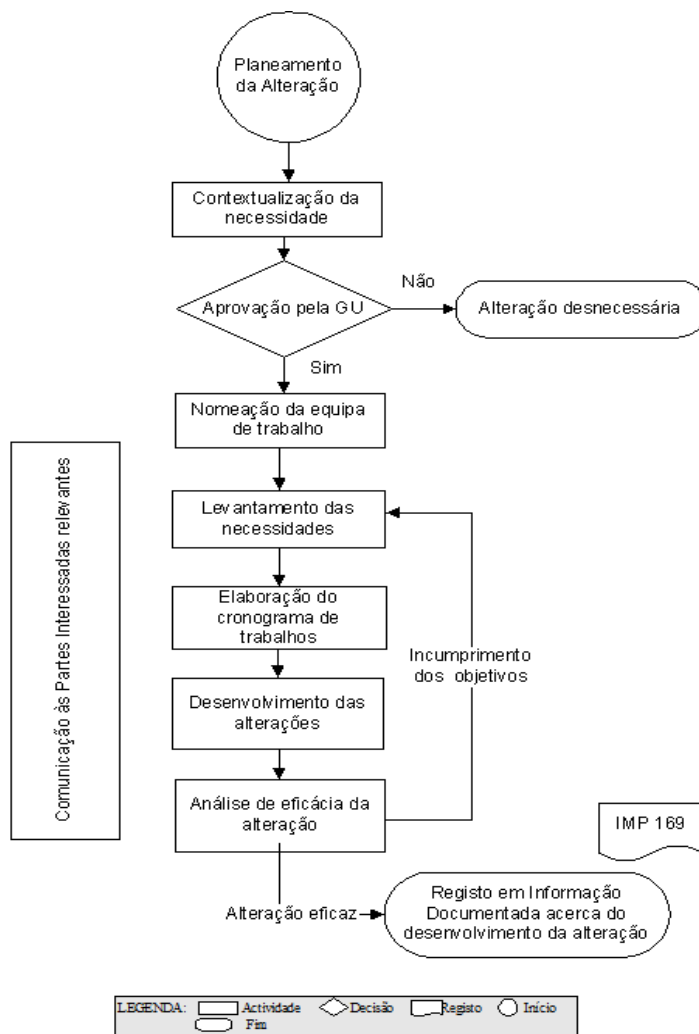 Planeamento
da Alteração
Contextualização da
necessidade
Aprovação pela GU
Não
Alteração desnecessária
Sim
Nomeação da equipa
de trabalho
Comunicação às Partes Interessadas relevantes
Levantamento das
necessidades
Elaboração do
cronograma de
trabalhos
Incumprimento
dos objetivos
Desenvolvimento das
alterações
Análise de eficácia da
alteração
IMP 169
Alteração eficaz
Registo em Informação
Documentada acerca do
desenvolvimento da alteração
LEGENDA: Actividade Decisão Registo Início
Fim